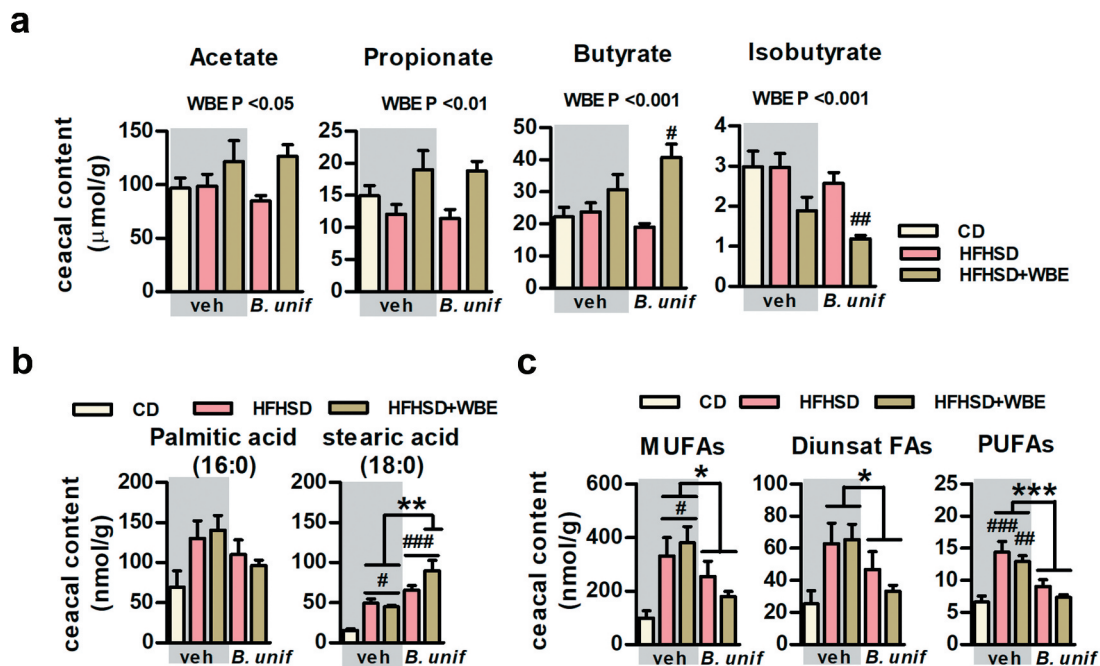 a
Acetate
Propionate
Butyrate
Isobutyrate
WBE P <0.05
WBE P <0.01
WBE P <0.001
WBE P <0.001
ceacal content
(μmol/g)
150
100
50
0
25
20
15
10
5
0
50
40
30
20
10
0
#
4
3
2
1
0
##
veh
B. unif
veh
B. unif
veh
B. unif
veh
B. unif
CD
HFHSD
HFHSD+WBE
b
CD
HFHSD
HFHSD+WBE
Palmitic acid
(16:0)
stearic acid
(18:0)
ceacal content
(nmol/g)
200
150
100
50
0
200
150
100
50
0
**
###
#
veh
B. unif
veh
B. unif
c
CD
HFHSD
HFHSD+WBE
MUFAs
Diunsat FAs
PUFAs
ceacal content
(nmol/g)
600
400
200
0
*
#
100
80
60
40
20
0
*
25
20
15
10
5
0
***
###
##
veh
B. unif
veh
B. unif
veh
B. unif